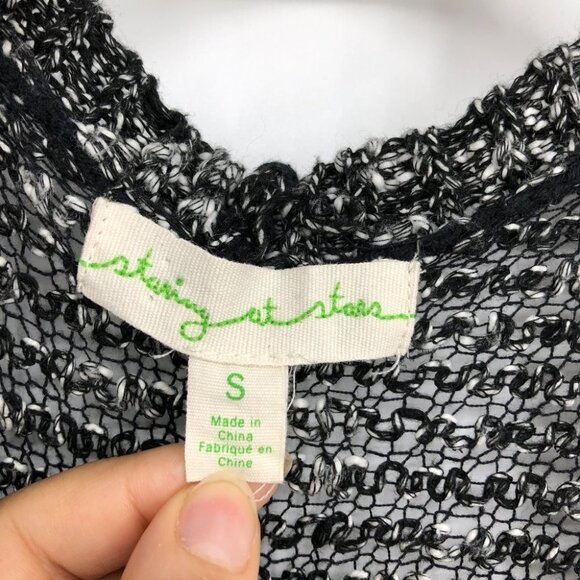 staring at stars
S
Made in
China
Fabriqué en
Chine